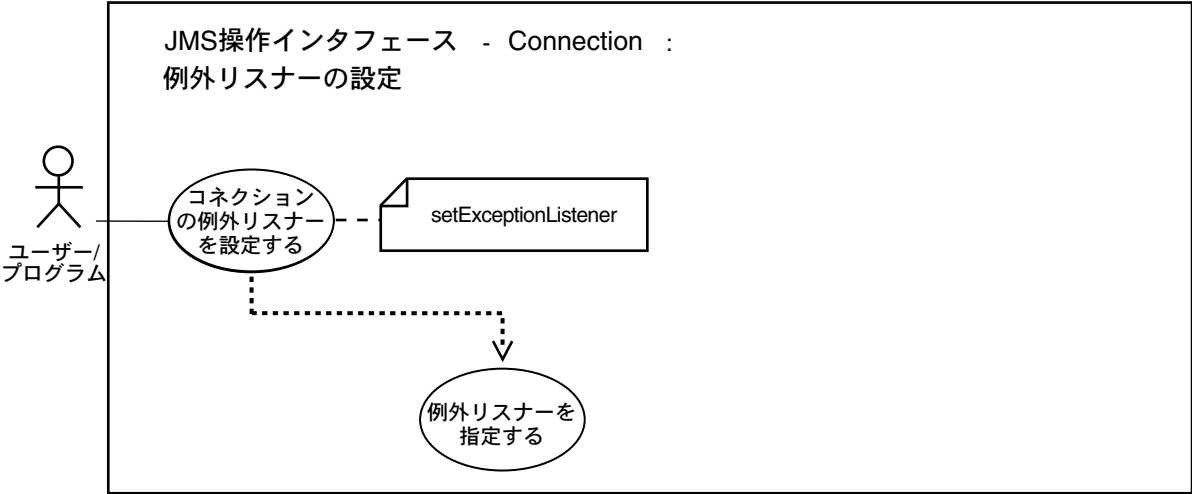 JMS操作インタフェース - Connection :
例外リスナーの設定
コネクション
の例外リスナー
を設定する
setExceptionListener
ユーザー/
プログラム
例外リスナーを
指定する